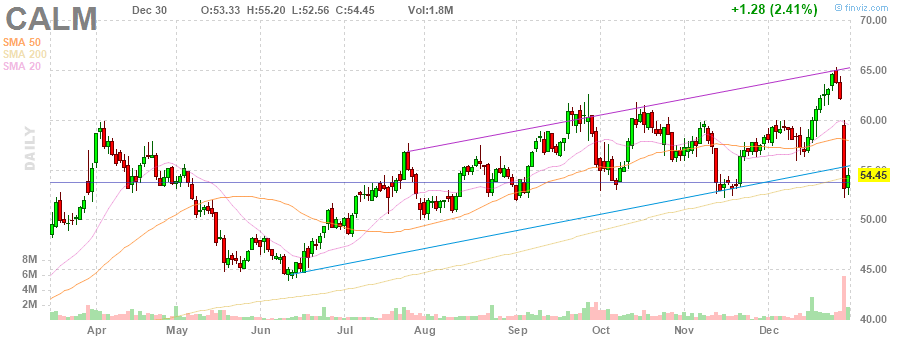 CALM Dec 30 O:53.33 H:55.20 L:52.56 C:54.45 Vol:1.8M +1.28 (2.41%) © finviz.com
SMA 50
SMA 200
SMA 20
DAILY
70.00
65.00
60.00
55.00
54.45
50.00
45.00
40.00
8M
6M
4M
2M
Apr May Jun Jul Aug Sep Oct Nov Dec